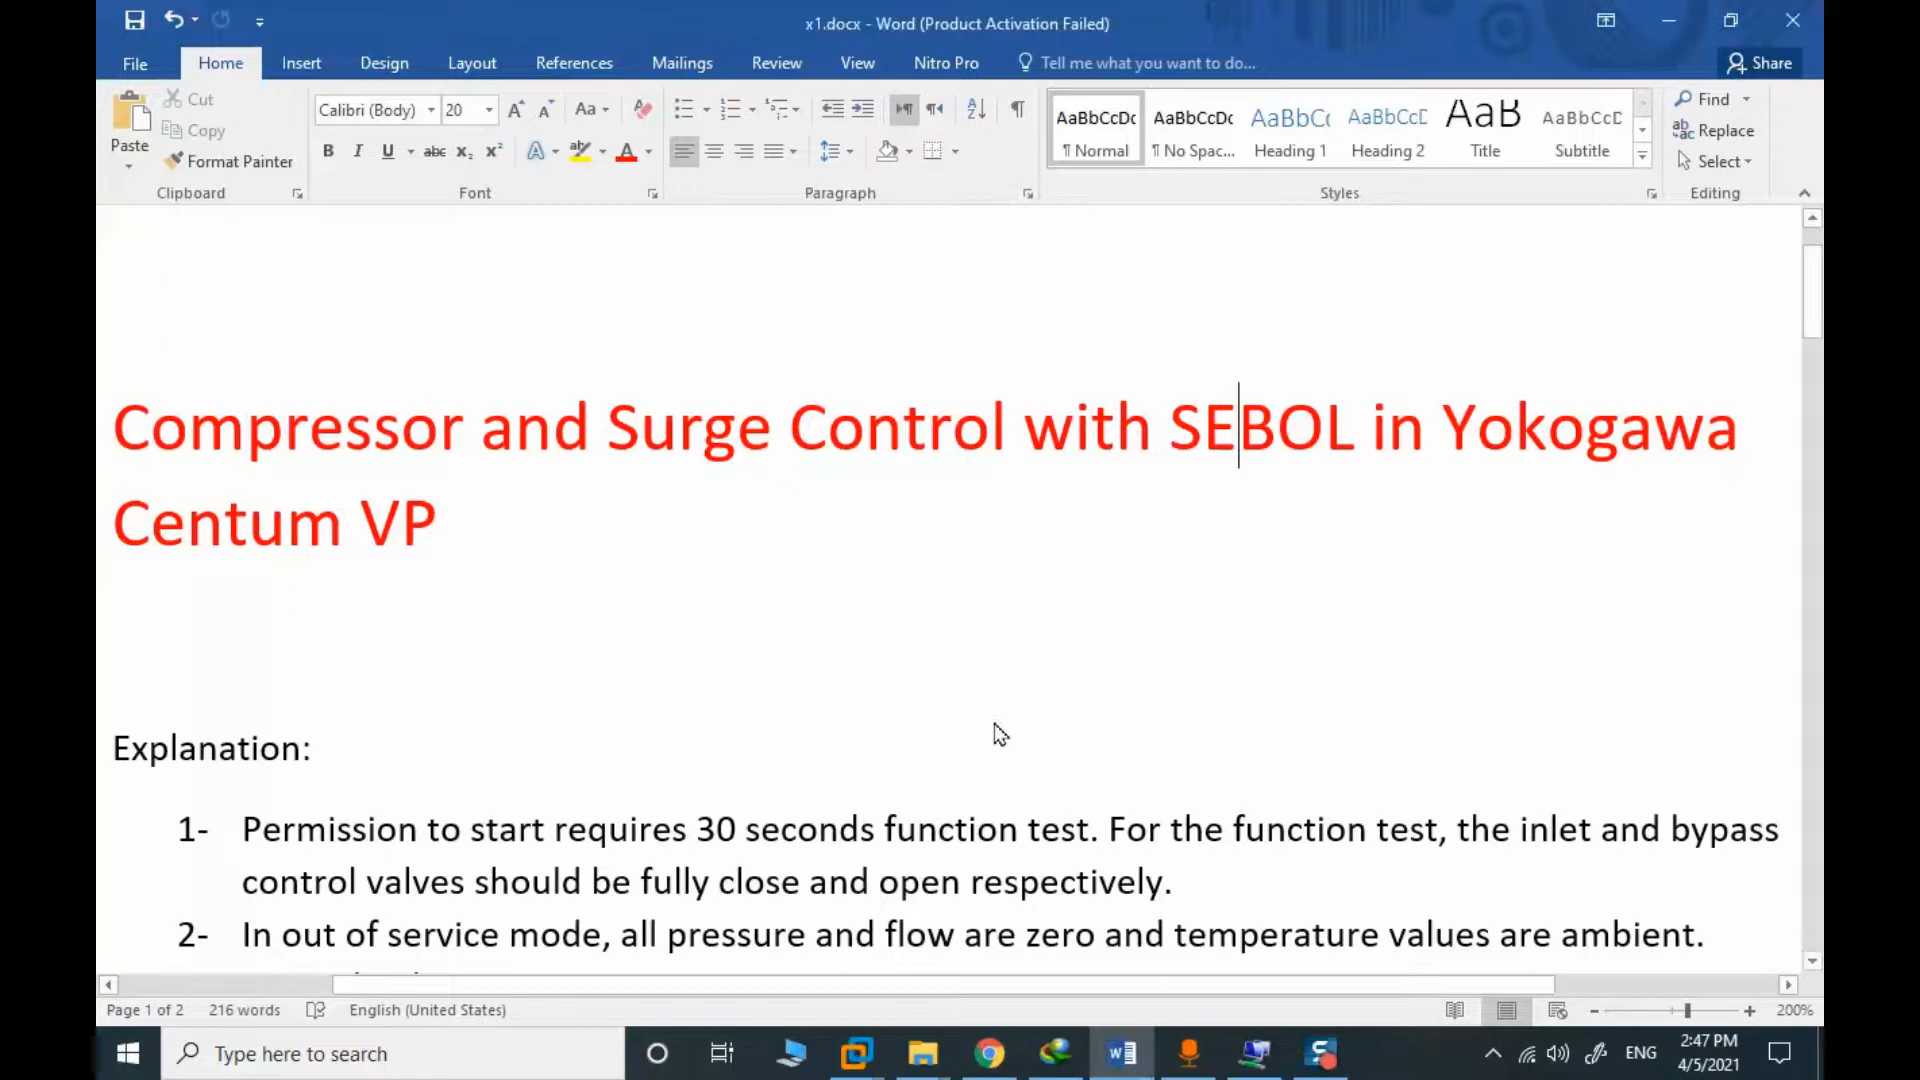 x1.docx - Word (Product Activation Failed)
File Home Insert Design Layout References Mailings Review View Nitro Pro Tell me what you want to do... Share
Cut
Copy
Format Painter
Paste
Clipboard
Calibri (Body) 20
Font
Paragraph
AaBbCcDc AaBbCcDc AaBbC AaBbCcD AaB AaBbCcD
¶ Normal ¶ No Spac... Heading 1 Heading 2 Title Subtitle
Styles
Find
Replace
Select
Editing
Compressor and Surge Control with SEBOL in Yokogawa
Centum VP
Explanation:
1- Permission to start requires 30 seconds function test. For the function test, the inlet and bypass
control valves should be fully close and open respectively.
2- In out of service mode, all pressure and flow are zero and temperature values are ambient.
Page 1 of 2 216 words English (United States) 200%
Type here to search
ENG
2:47 PM
4/5/2021